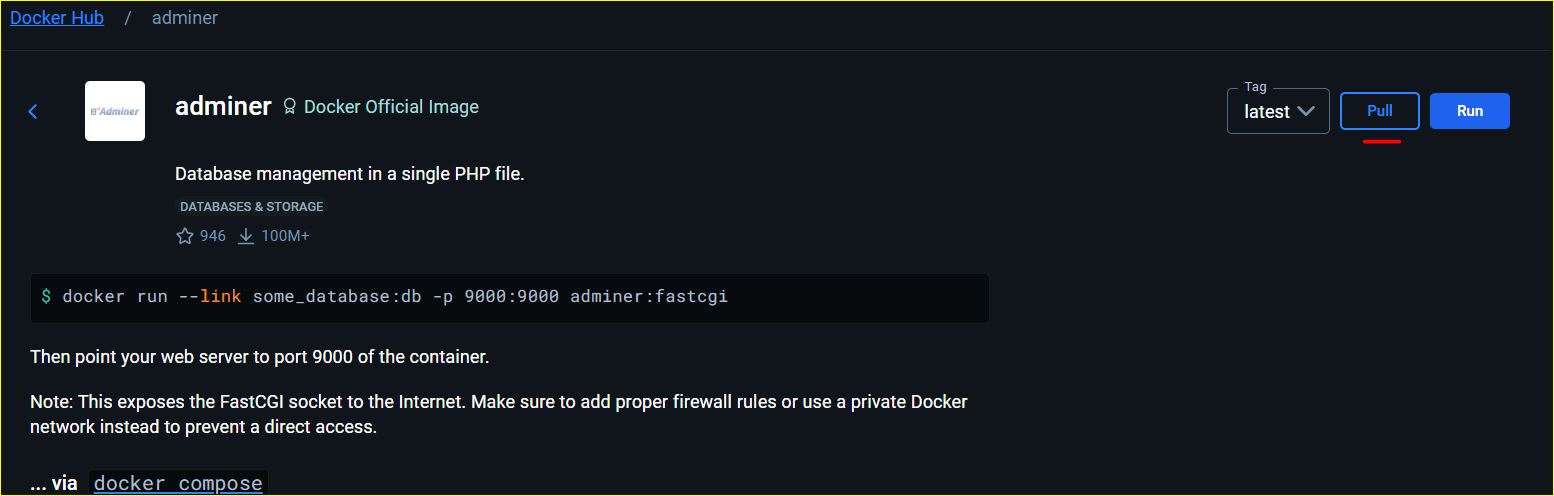 Docker Hub / adminer
Adminer
adminer Docker Official Image
Tag
latest
Pull
Run
Database management in a single PHP file.
DATABASES & STORAGE
946 100M+
$ docker run --link some_database:db -p 9000:9000 adminer:fastcgi
Then point your web server to port 9000 of the container.
Note: This exposes the FastCGI socket to the Internet. Make sure to add proper firewall rules or use a private Docker
network instead to prevent a direct access.
... via docker compose